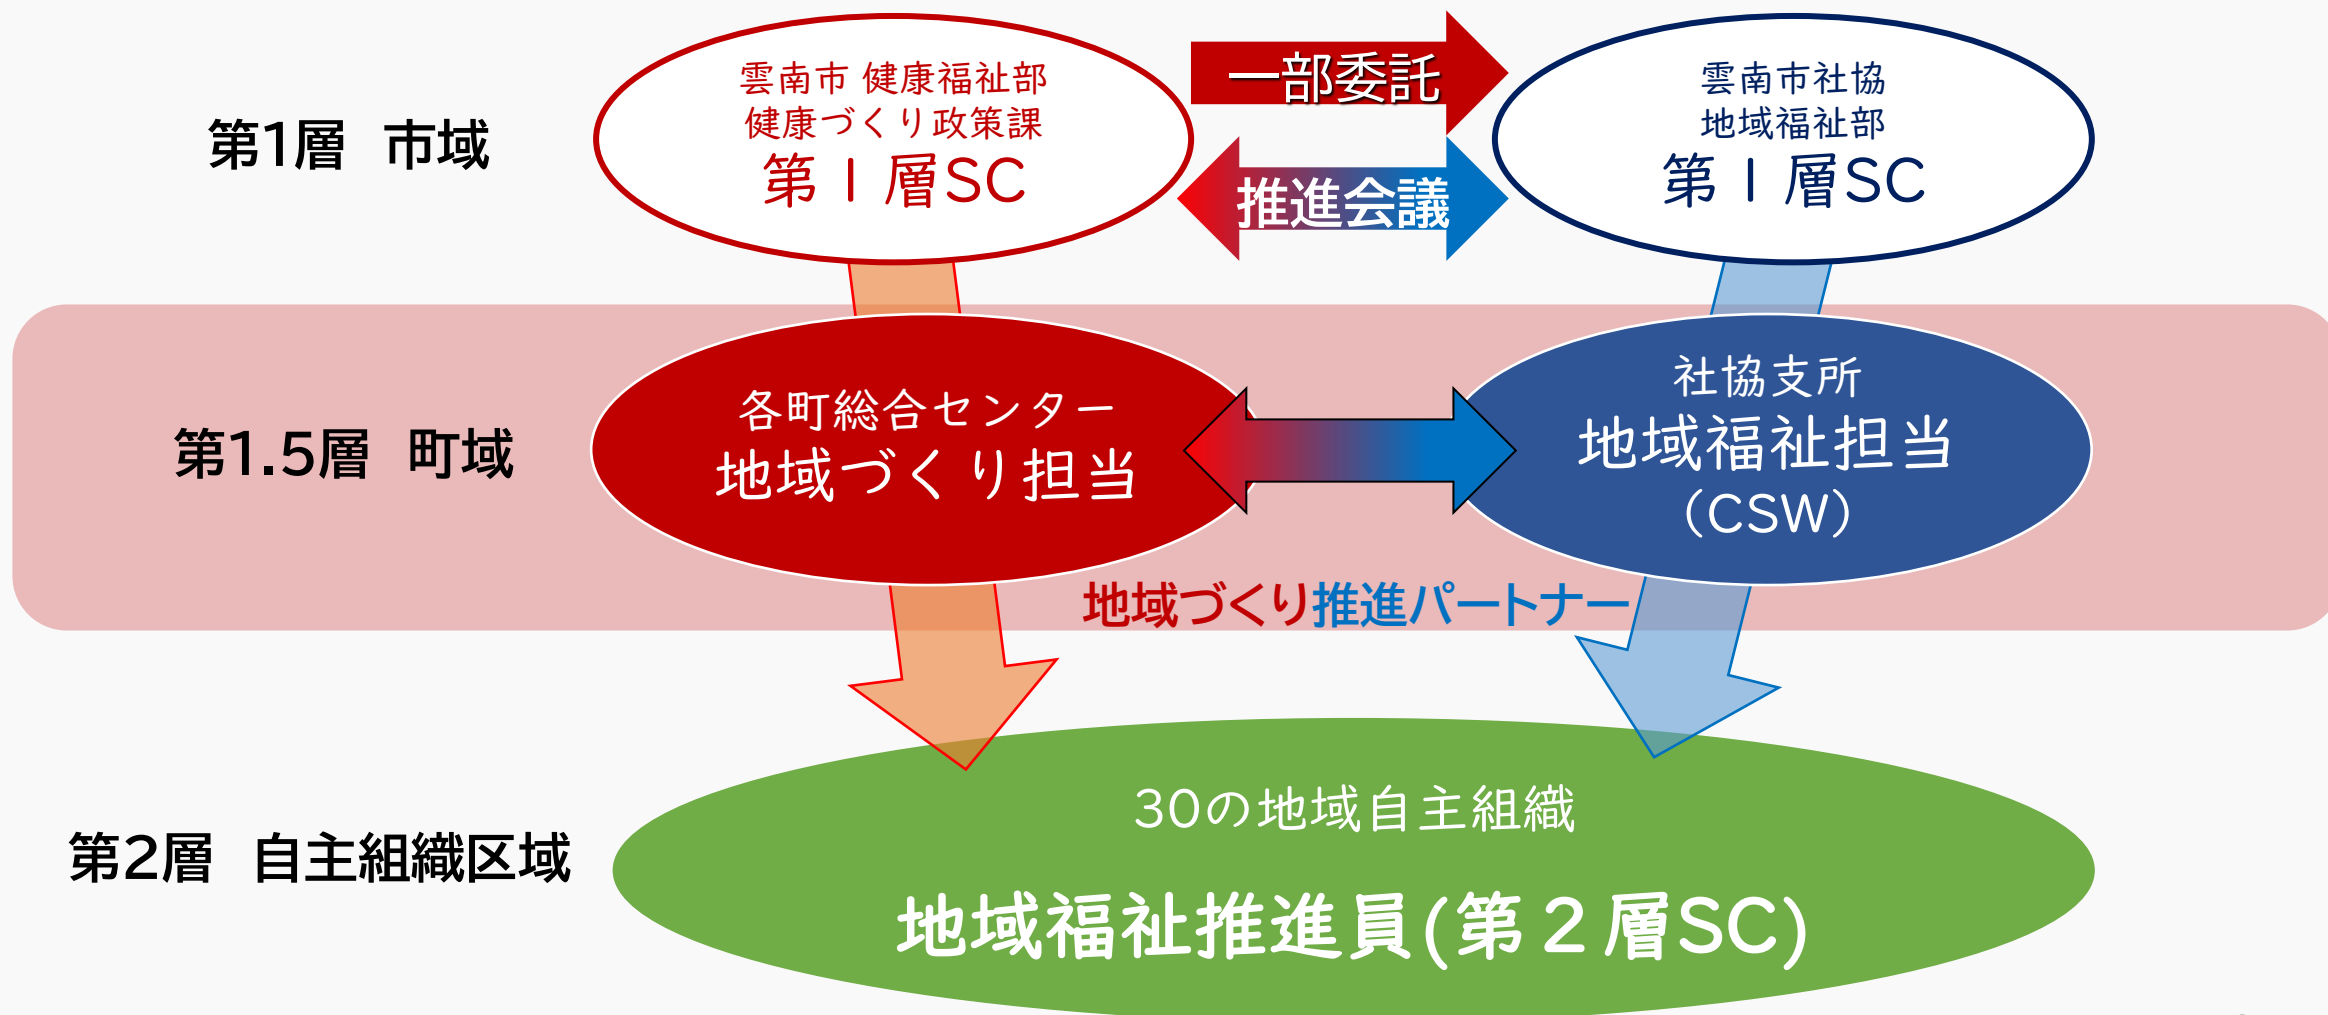 第1層 市域
雲南市 健康福祉部
健康づくり政策課
第1層SC
一部委託
推進会議
雲南市社協
地域福祉部
第1層SC
第1.5層 町域
各町総合センター
地域づくり担当
社協支所
地域福祉担当
(CSW)
地域づくり推進パートナー
第2層 自主組織区域
30の地域自主組織
地域福祉推進員(第２層SC)